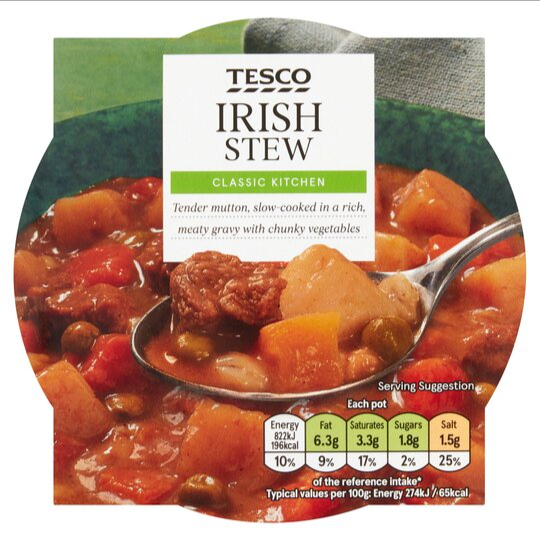 TESCO
IRISH
STEW
CLASSIC KITCHEN
Tender mutton, slow-cooked in a rich,
meaty gravy with chunky vegetables
Serving Suggestion
Each pot
Energy 822kJ 196kcal 10%
Fat 6.3g 9%
Saturates 3.3g 17%
Sugars 1.8g 2%
Salt 1.5g 25%
of the reference intake*
Typical values per 100g: Energy 274kJ / 65kcal